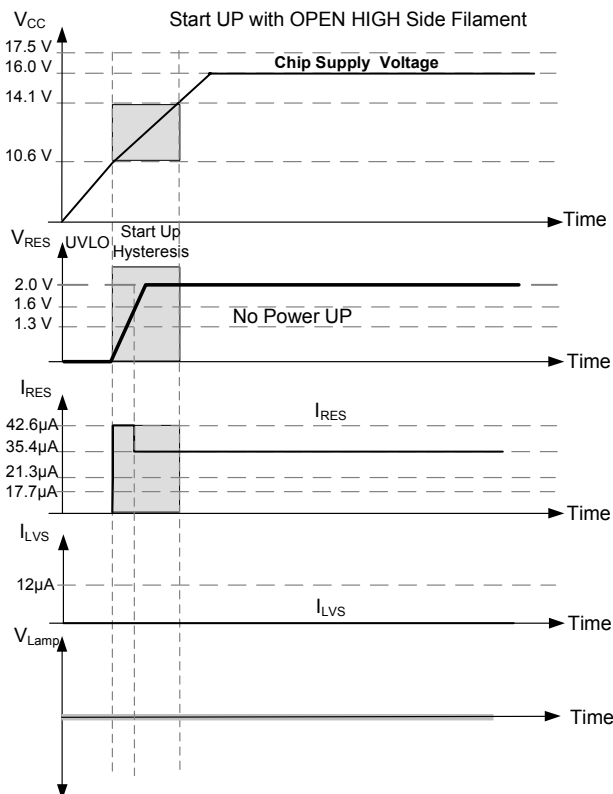 Start UP with OPEN HIGH Side Filament
VCC
17.5 V
16.0 V
Chip Supply Voltage
14.1 V
10.6 V
Time
VRES
UVLO
Start Up
Hysteresis
2.0 V
1.6 V
1.3 V
No Power UP
Time
IRES
IRES
42.6µA
35.4µA
21.3µA
17.7µA
Time
ILVS
12µA
ILVS
Time
VLamp
Time